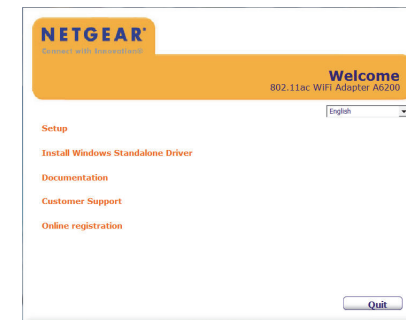 NETGEAR®
Connect with Innovation®
Welcome
802.11ac WiFi Adapter A6200
English
Setup
Install Windows Standalone Driver
Documentation
Customer Support
Online registration
Quit